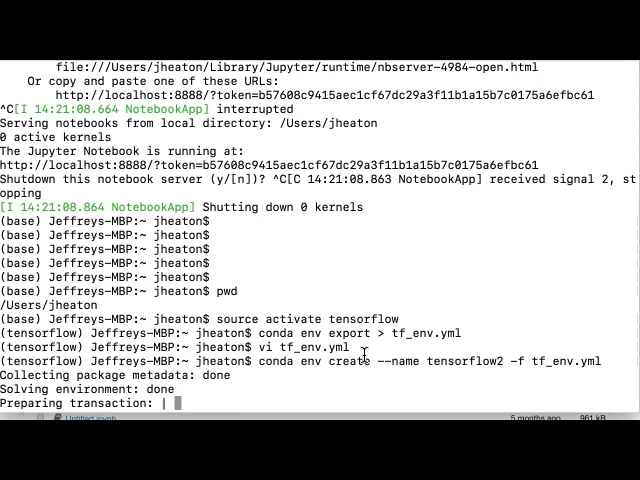 file:///Users/jheaton/Library/Jupyter/runtime/nbserver-4984-open.html
Or copy and paste one of these URLs:
http://localhost:8888/?token=b57608c9415aec1cf67dc29a3f11b1a15b7c0175a6efbc61
^C[I 14:21:08.664 NotebookApp] interrupted
Serving notebooks from local directory: /Users/jheaton
0 active kernels
The Jupyter Notebook is running at:
http://localhost:8888/?token=b57608c9415aec1cf67dc29a3f11b1a15b7c0175a6efbc61
Shutdown this notebook server (y/[n])? ^C[C 14:21:08.863 NotebookApp] received signal 2, st
opping
[I 14:21:08.864 NotebookApp] Shutting down 0 kernels
(base) Jeffreys-MBP:~ jheaton$
(base) Jeffreys-MBP:~ jheaton$
(base) Jeffreys-MBP:~ jheaton$
(base) Jeffreys-MBP:~ jheaton$
(base) Jeffreys-MBP:~ jheaton$
(base) Jeffreys-MBP:~ jheaton$ pwd
/Users/jheaton
(base) Jeffreys-MBP:~ jheaton$ source activate tensorflow
(tensorflow) Jeffreys-MBP:~ jheaton$ conda env export > tf_env.yml
(tensorflow) Jeffreys-MBP:~ jheaton$ vi tf_env.yml
(tensorflow) Jeffreys-MBP:~ jheaton$ conda env create --name tensorflow2 -f tf_env.yml
Collecting package metadata: done
Solving environment: done
Preparing transaction: |
Untitled.ipynb 5 months ago 961 kB